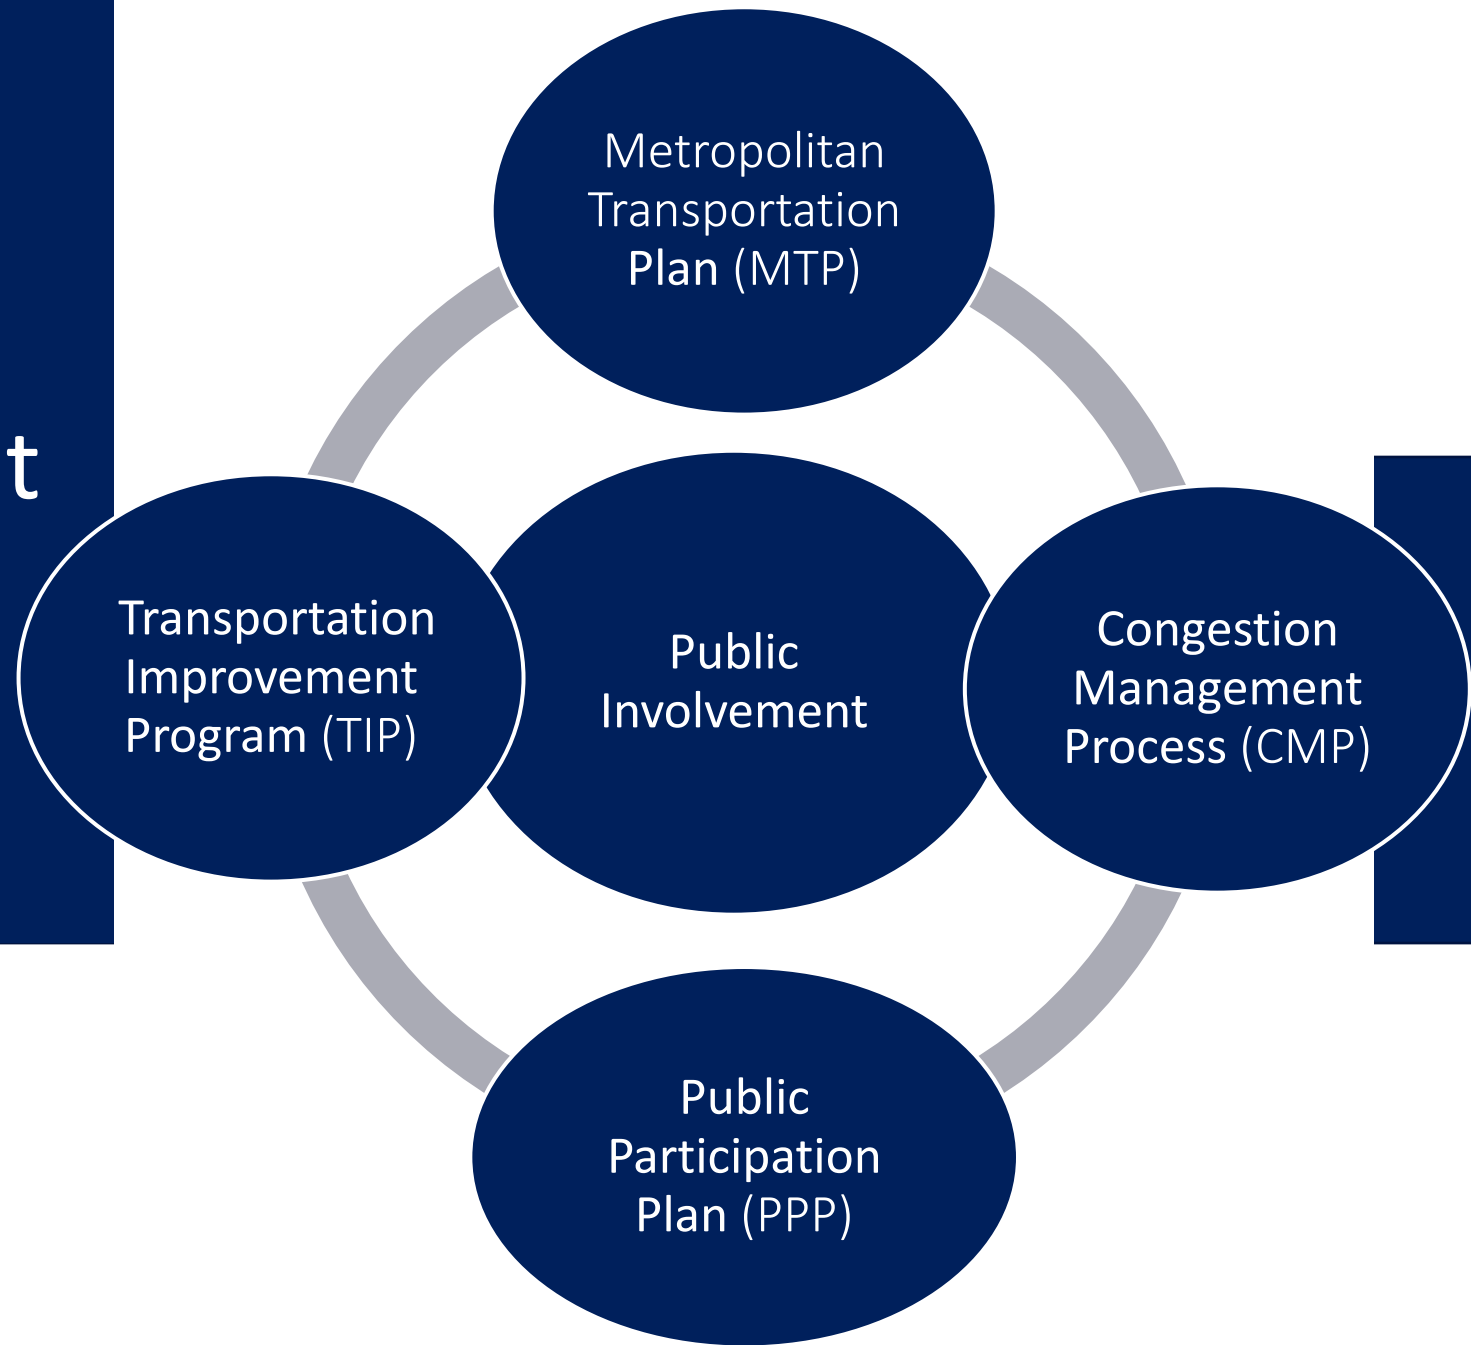 Metropolitan
Transportation
Plan (MTP)
t
Transportation
Improvement
Program (TIP)
Public
Involvement
Congestion
Management
Process (CMP)
Public
Participation
Plan (PPP)